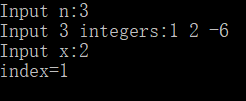 Input n:3
Input 3 integers:1 2 -6
Input x:2
index=1